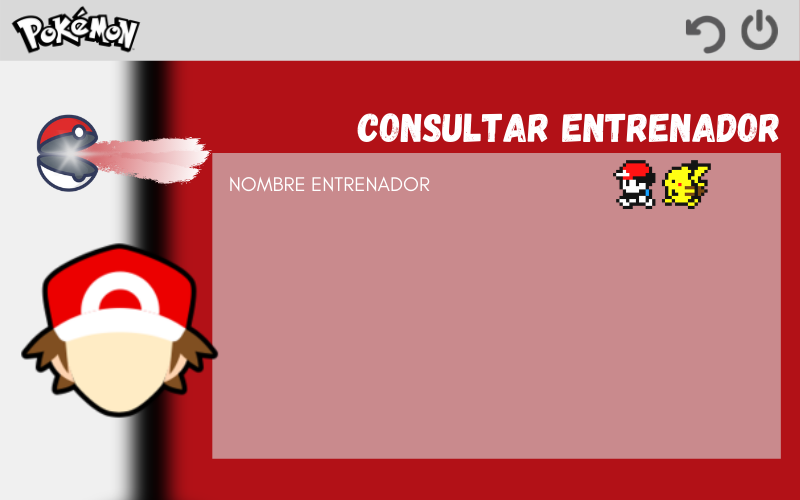 POKéMON
CONSULTAR ENTRENADOR
NOMBRE ENTRENADOR